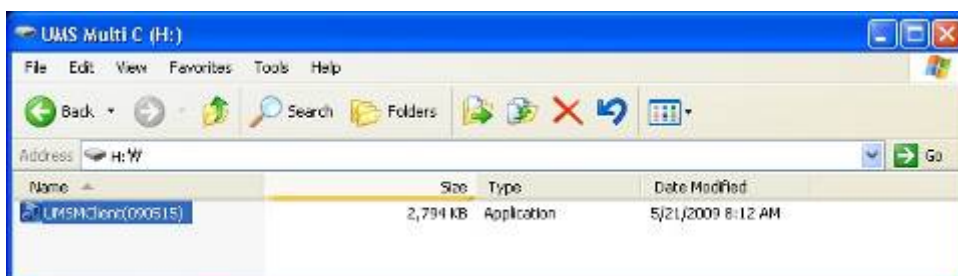 UMS Multi C (H:)
File Edit View Favorites Tools Help
Back Search Folders
Address H:₩ Go
Name Size Type Date Modified
UMSMClient(090515) 2,794 KB Application 5/21/2009 8:12 AM